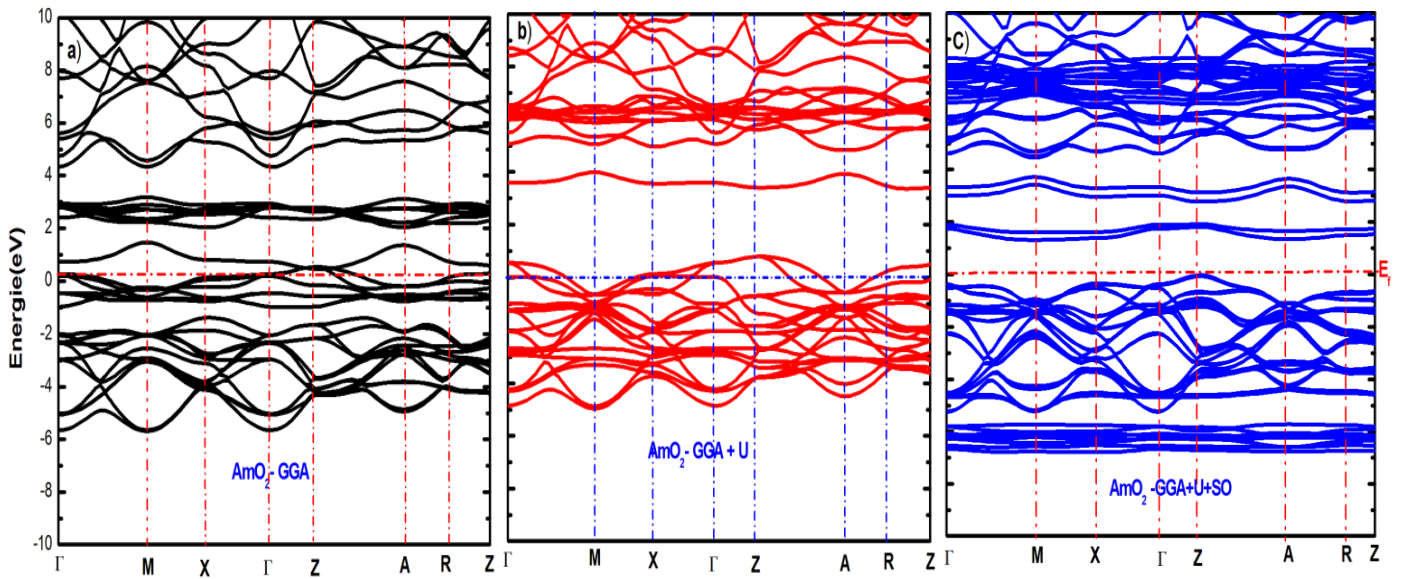 a)
b)
C)
Energie(eV)
10
8
6
4
2
0
-2
-4
-6
-8
-10
E_f
AmO₂- GGA
AmO₂- GGA + U
AmO₂ -GGA+U+SO
Γ M X Γ Z A R Z
Γ M X Γ Z A R Z
Γ M X Γ Z A R Z